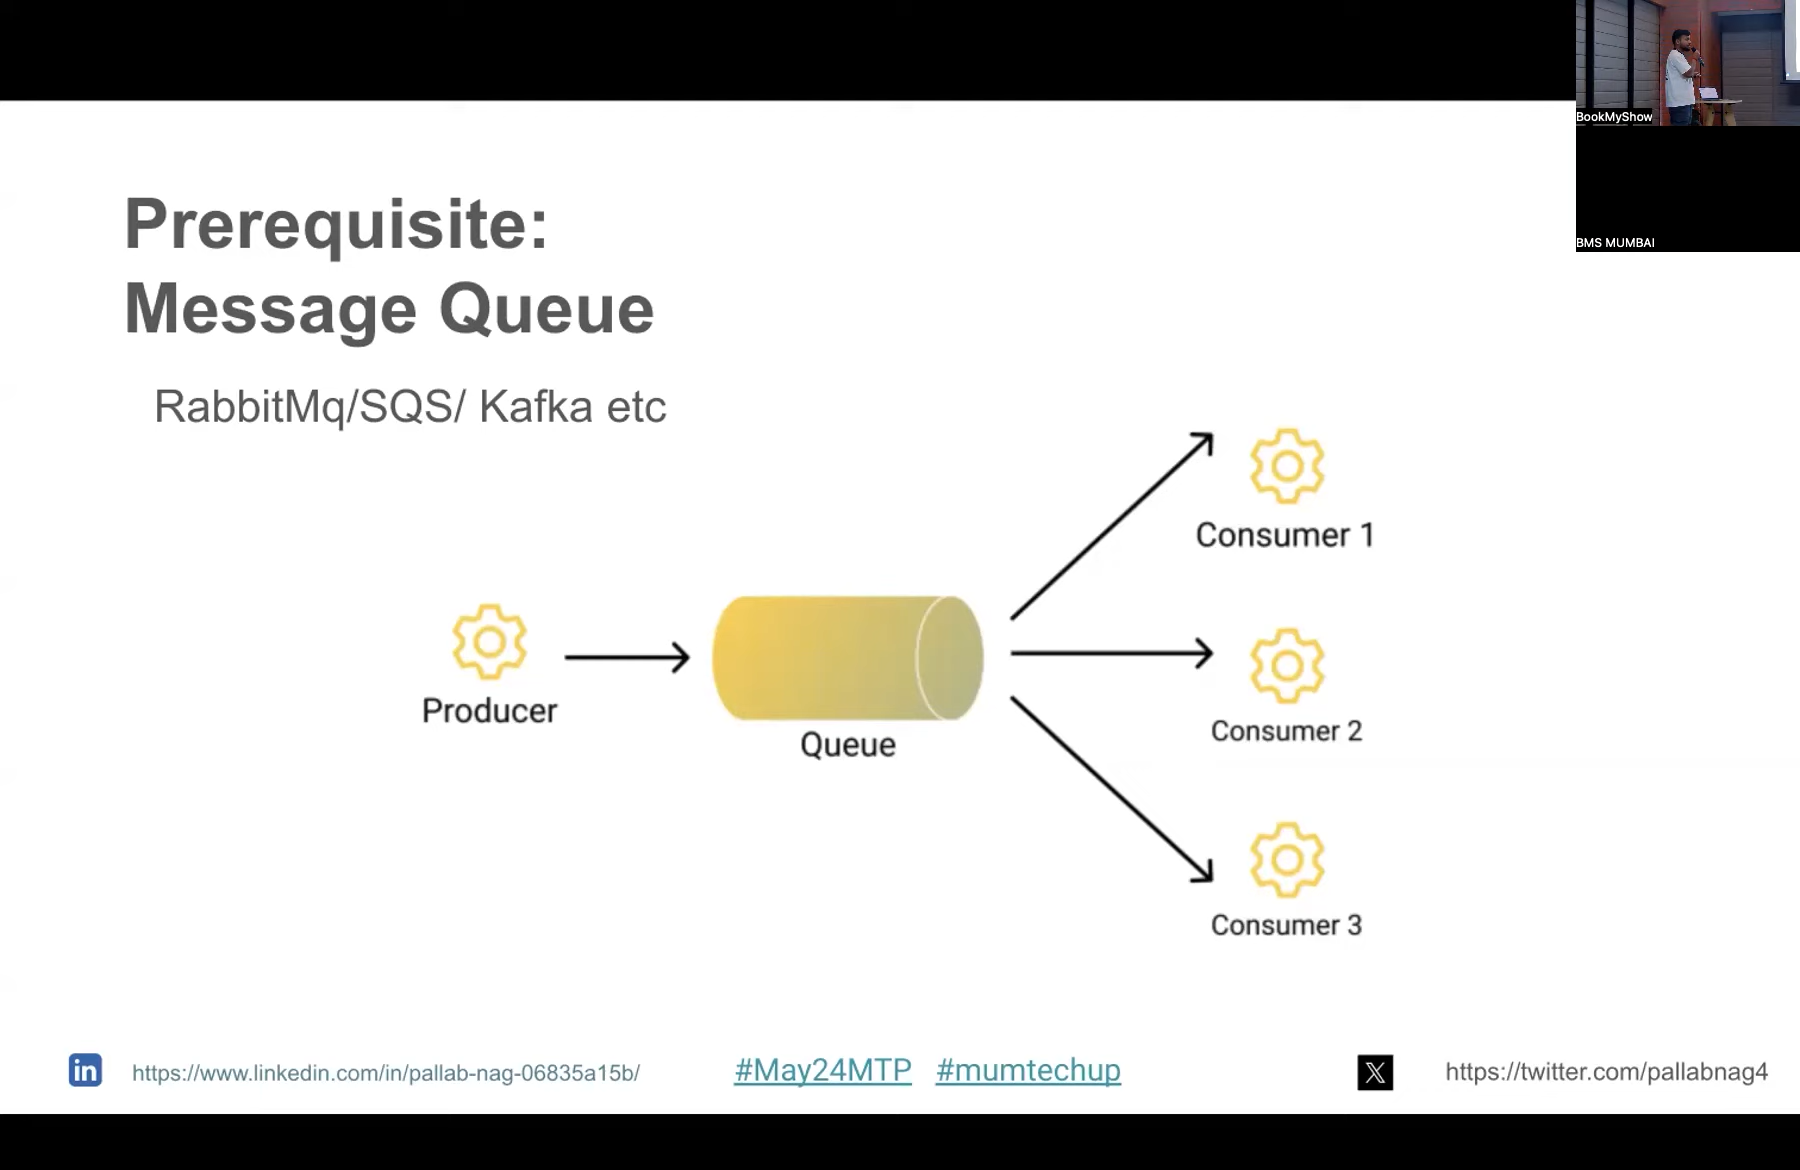 BookMyShow
BMS MUMBAI
Prerequisite:
Message Queue
RabbitMq/SQS/ Kafka etc
Consumer 1
Producer
Queue
Consumer 2
Consumer 3
in
https://www.linkedin.com/in/pallab-nag-06835a15b/
#May24MTP #mumtechup
X
https://twitter.com/pallabnag4